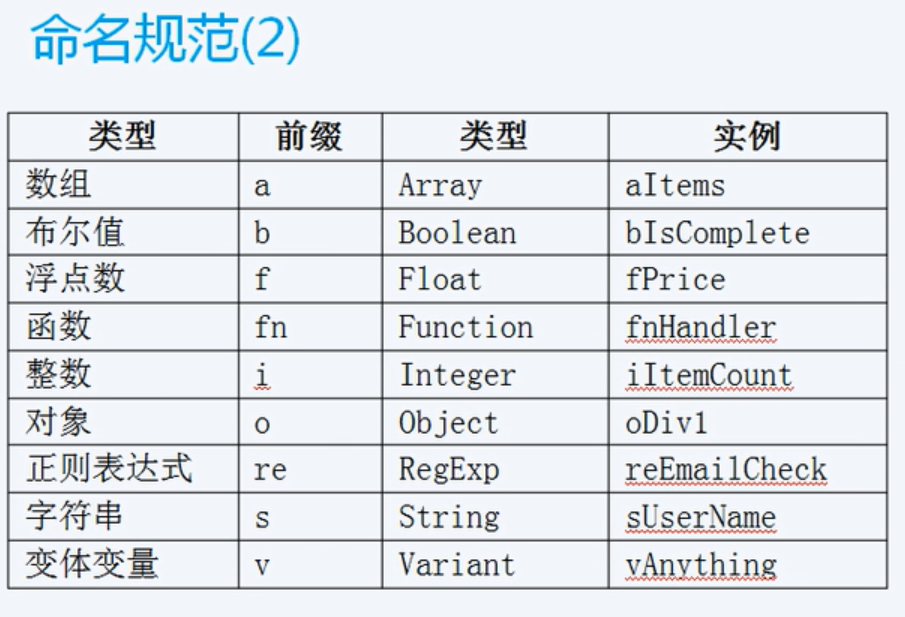 命名规范(2)
类型 前缀 类型 实例
数组 a Array aItems
布尔值 b Boolean bIsComplete
浮点数 f Float fPrice
函数 fn Function fnHandler
整数 i Integer iItemCount
对象 o Object oDiv1
正则表达式 re RegExp reEmailCheck
字符串 s String sUserName
变体变量 v Variant vAnything